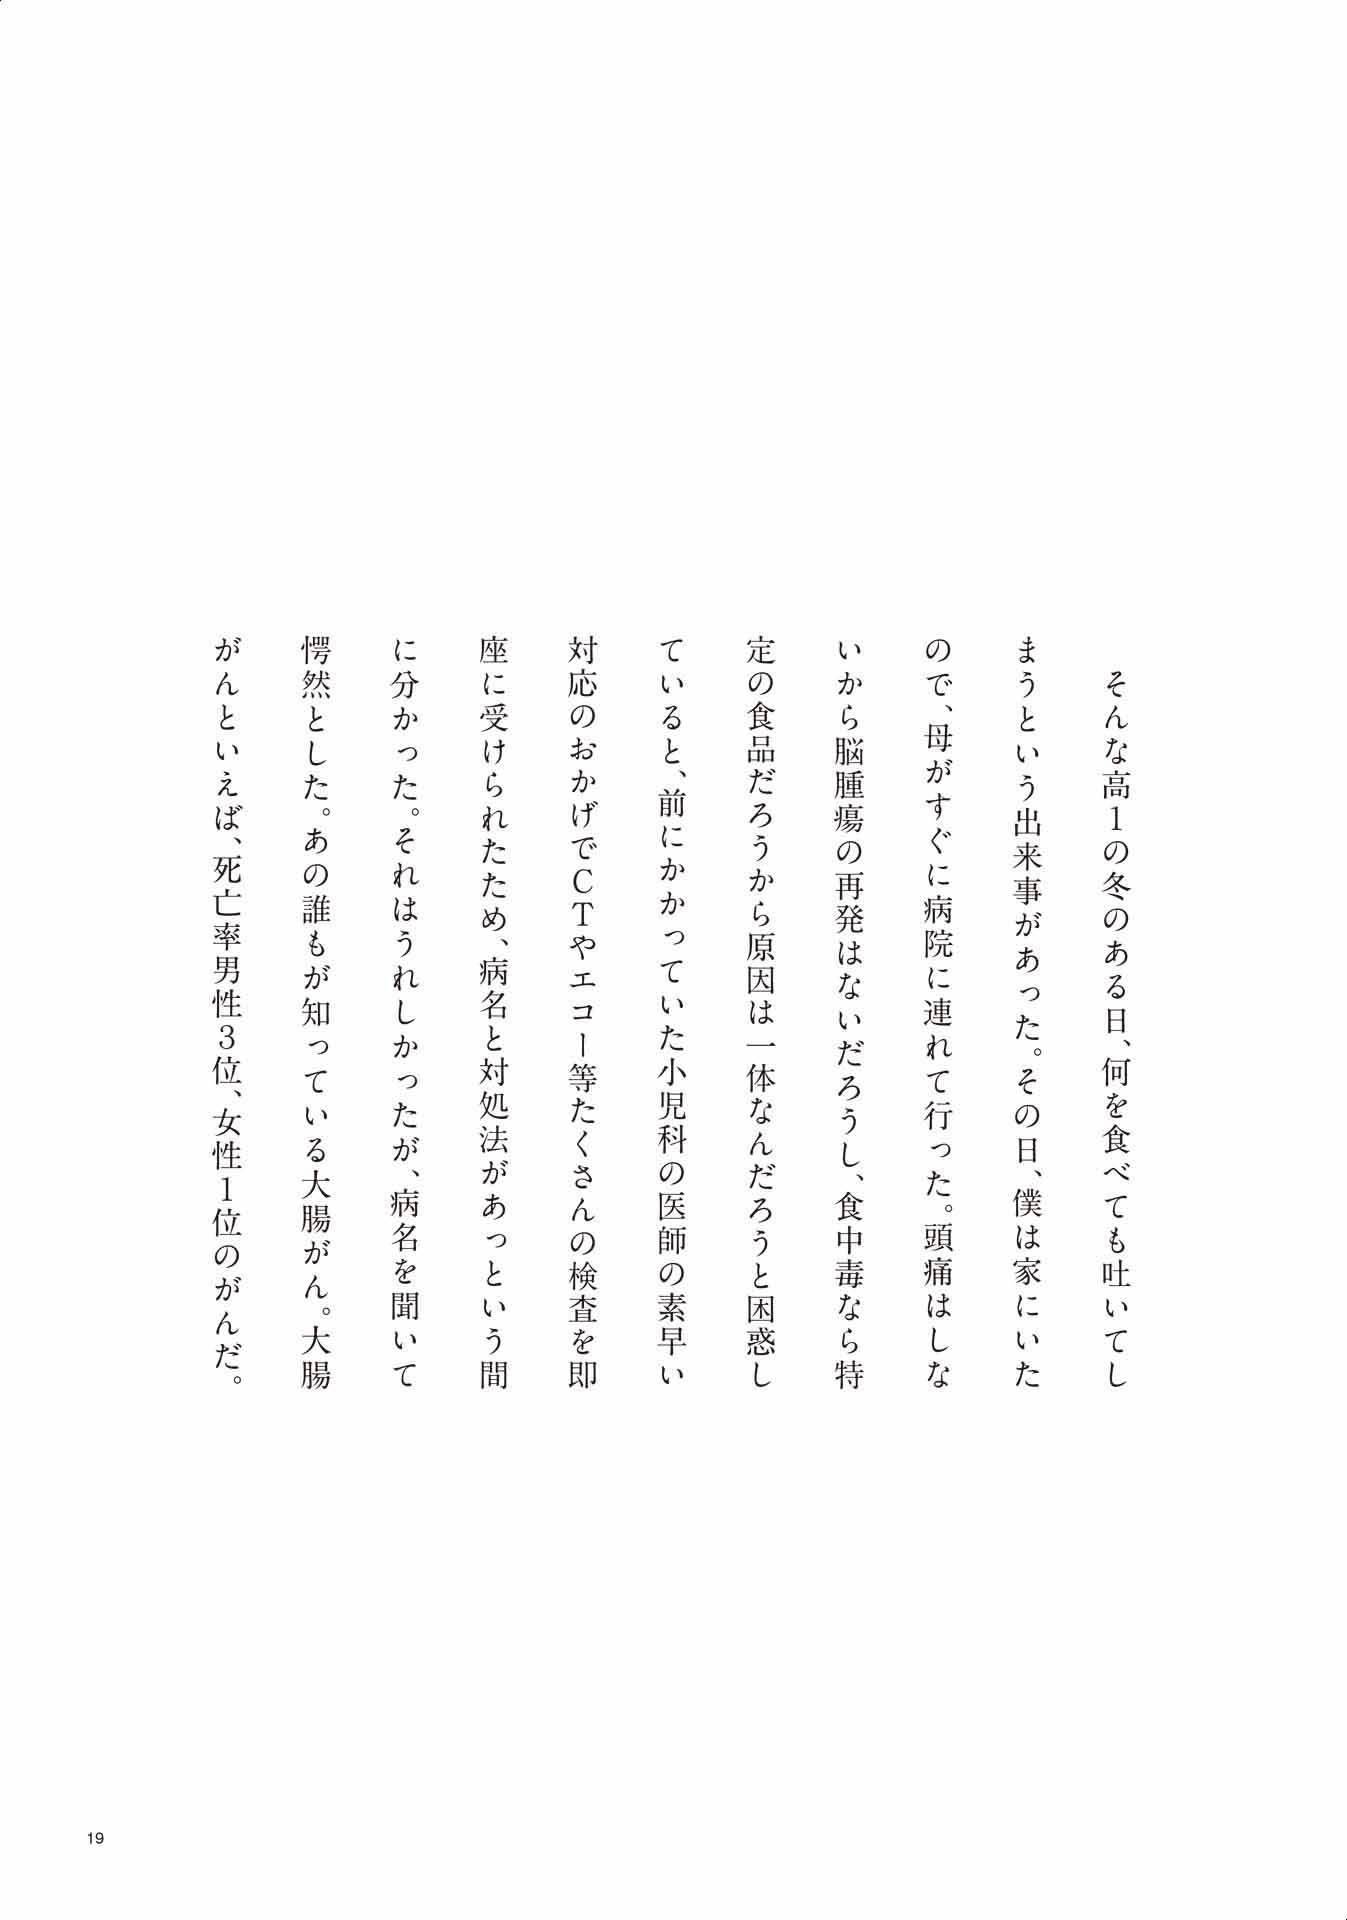 そんな高1の冬のある日、何を食べても吐いてし
まうという出来事があった。その日、僕は家にいた
ので、母がすぐに病院に連れて行った。頭痛はしな
いから脳腫瘍の再発はないだろうし、食中毒なら特
定の食品だろうから原因は一体なんだろうと困惑し
ていると、前にかかっていた小児科の医師の素早い
対応のおかげでCTやエコー等たくさんの検査を即
座に受けられたため、病名と対処法があっという間
に分かった。それはうれしかったが、病名を聞いて
愕然とした。あの誰もが知っている大腸がん。大腸
がんといえば、死亡率男性3位、女性1位のがんだ。
19